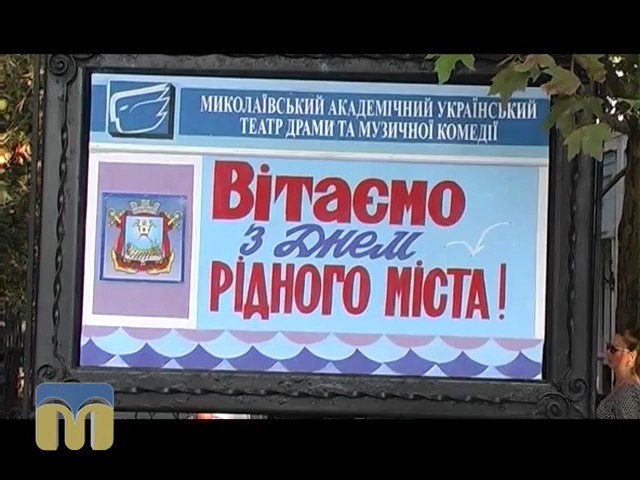 МИКОЛАЇВСЬКИЙ АКАДЕМІЧНИЙ УКРАЇНСЬКИЙ
ТЕАТР ДРАМИ ТА МУЗИЧНОЇ КОМЕДІЇ
Вітаємо
з Днем
рідного міста!
M